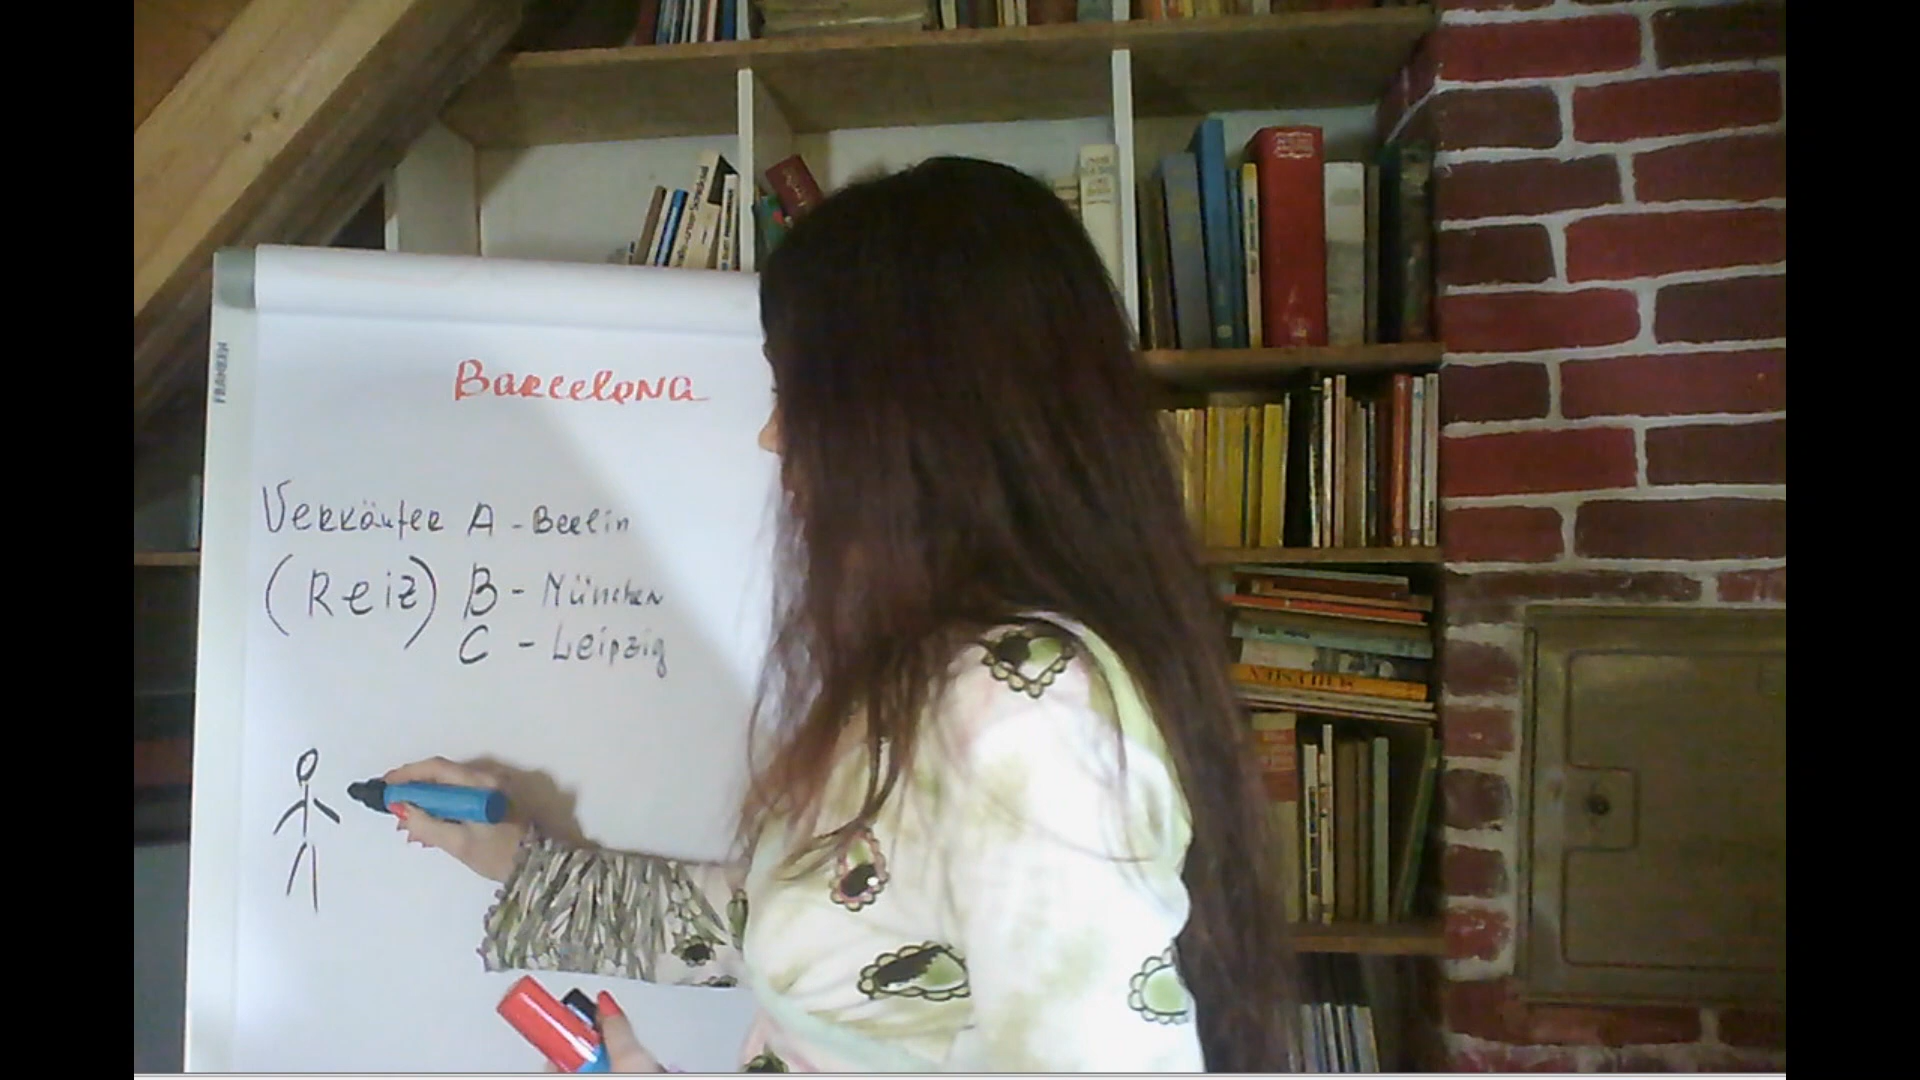 Barcelona
Verkäufer A - Berlin
(Reiz) B - München
C - Leipzig